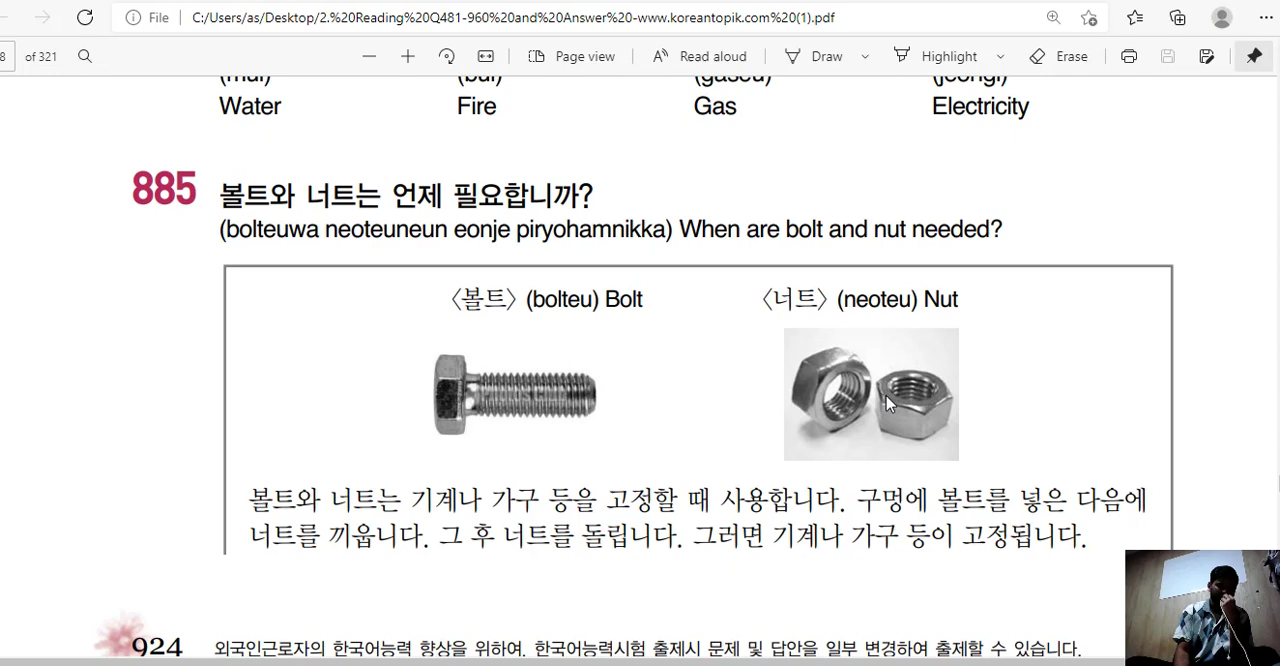 File
C:/Users/as/Desktop/2.%20Reading%20Q481-960%20and%20Answer%20-www.koreantopik.com%20(1).pdf
8 of 321
Page view
Read aloud
Draw
Highlight
Erase
(mul) (bul) (gaseu) (jeongi)
Water Fire Gas Electricity
885 볼트와 너트는 언제 필요합니까?
(bolteuwa neoteuneun eonje piryohamnikka) When are bolt and nut needed?
〈볼트〉 (bolteu) Bolt 〈너트〉 (neoteu) Nut
볼트와 너트는 기계나 가구 등을 고정할 때 사용합니다. 구멍에 볼트를 넣은 다음에
너트를 끼웁니다. 그 후 너트를 돌립니다. 그러면 기계나 가구 등이 고정됩니다.
924 외국인근로자의 한국어능력 향상을 위하여, 한국어능력시험 출제시 문제 및 답안을 일부 변경하여 출제할 수 있습니다.